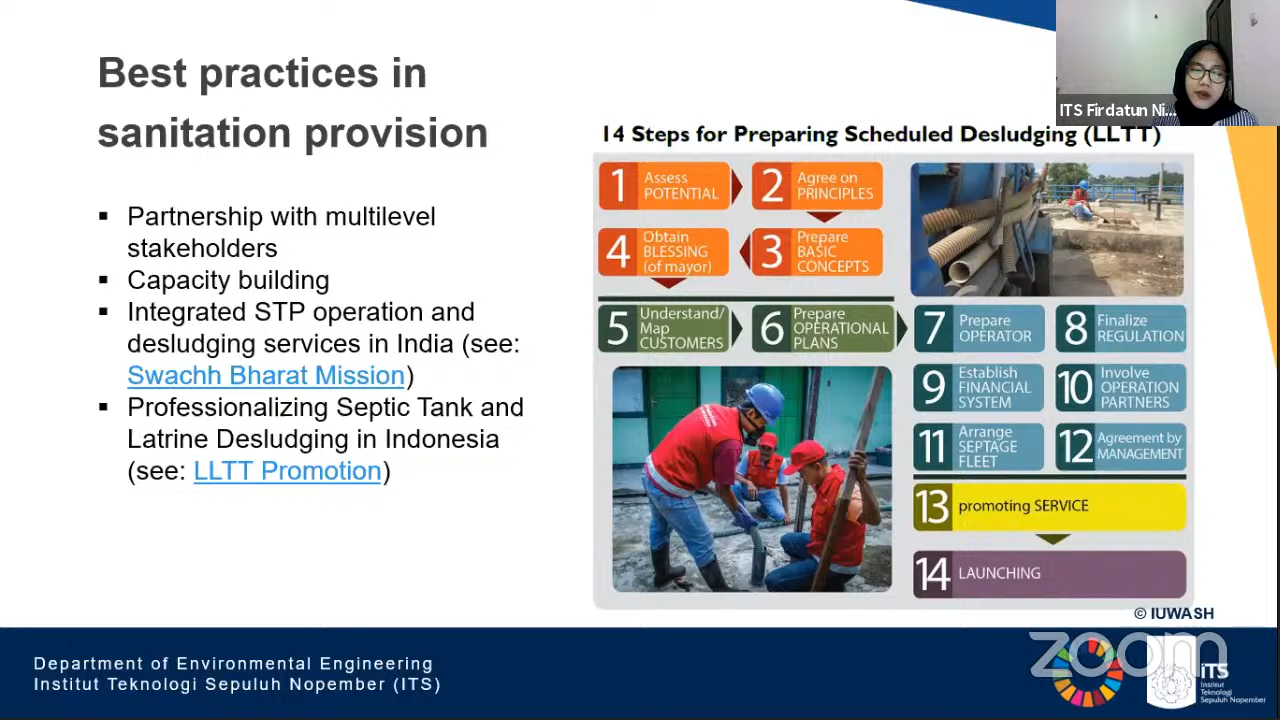 Best practices in
sanitation provision
▪ Partnership with multilevel
stakeholders
▪ Capacity building
▪ Integrated STP operation and
desludging services in India (see:
Swachh Bharat Mission)
▪ Professionalizing Septic Tank and
Latrine Desludging in Indonesia
(see: LLTT Promotion)
ITS Firdatun Ni...
14 Steps for Preparing Scheduled Desludging (LLTT)
1 Assess
POTENTIAL
2 Agree on
PRINCIPLES
4 Obtain
BLESSING
(of mayor)
3 Prepare
BASIC
CONCEPTS
5 Understand/
Map
CUSTOMERS
6 Prepare
OPERATIONAL
PLANS
7 Prepare
OPERATOR
8 Finalize
REGULATION
9 Establish
FINANCIAL
SYSTEM
10 Involve
OPERATION
PARTNERS
11 Arrange
SEPTAGE
FLEET
12 Agreement by
MANAGEMENT
13 promoting SERVICE
14 LAUNCHING
© IUWASH
Department of Environmental Engineering
Institut Teknologi Sepuluh Nopember (ITS)
zoom
iTS
Institut
Teknologi
Sepuluh Nopember